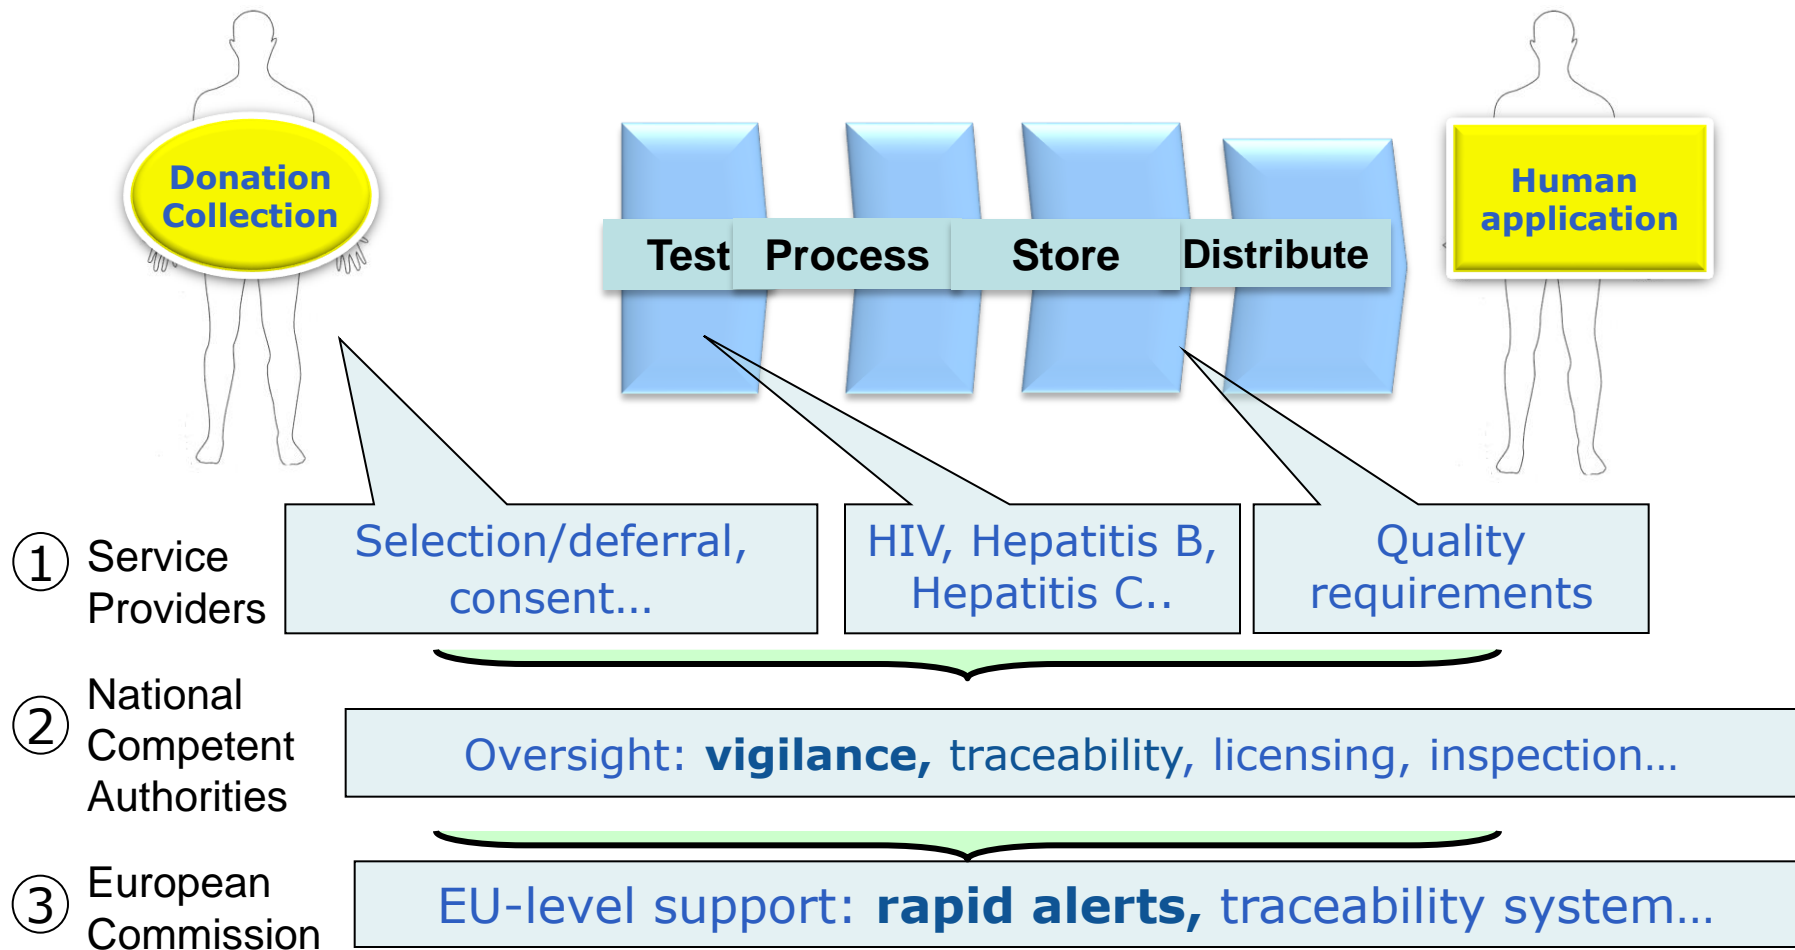 Donation
Collection
Test
Process
Store
Distribute
Human
application
① Service
Providers
Selection/deferral,
consent...
HIV, Hepatitis B,
Hepatitis C..
Quality
requirements
② National
Competent
Authorities
Oversight: vigilance, traceability, licensing, inspection...
③ European
Commission
EU-level support: rapid alerts, traceability system...